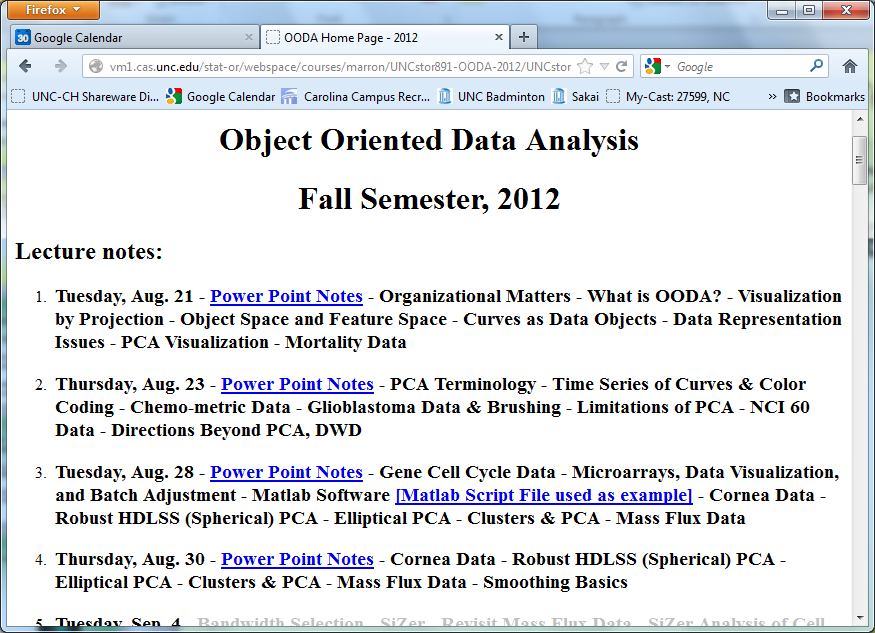 Firefox
30 Google Calendar
OODA Home Page - 2012
vm1.cas.unc.edu/stat-or/webspace/courses/marron/UNCstor891-OODA-2012/UNCstor
Google
UNC-CH Shareware Di...
Google Calendar
Carolina Campus Recr...
UNC Badminton
Sakai
My-Cast: 27599, NC
»
Bookmarks
Object Oriented Data Analysis
Fall Semester, 2012
Lecture notes:
1. Tuesday, Aug. 21 - Power Point Notes - Organizational Matters - What is OODA? - Visualization
by Projection - Object Space and Feature Space - Curves as Data Objects - Data Representation
Issues - PCA Visualization - Mortality Data
2. Thursday, Aug. 23 - Power Point Notes - PCA Terminology - Time Series of Curves & Color
Coding - Chemo-metric Data - Glioblastoma Data & Brushing - Limitations of PCA - NCI 60
Data - Directions Beyond PCA, DWD
3. Tuesday, Aug. 28 - Power Point Notes - Gene Cell Cycle Data - Microarrays, Data Visualization,
and Batch Adjustment - Matlab Software [Matlab Script File used as example] - Cornea Data -
Robust HDLSS (Spherical) PCA - Elliptical PCA - Clusters & PCA - Mass Flux Data
4. Thursday, Aug. 30 - Power Point Notes - Cornea Data - Robust HDLSS (Spherical) PCA -
Elliptical PCA - Clusters & PCA - Mass Flux Data - Smoothing Basics
5. Tuesday, Sep. 4 - Bandwidth Selection - SiZer - Revisit Mass Flux Data - SiZer Analysis of Cell